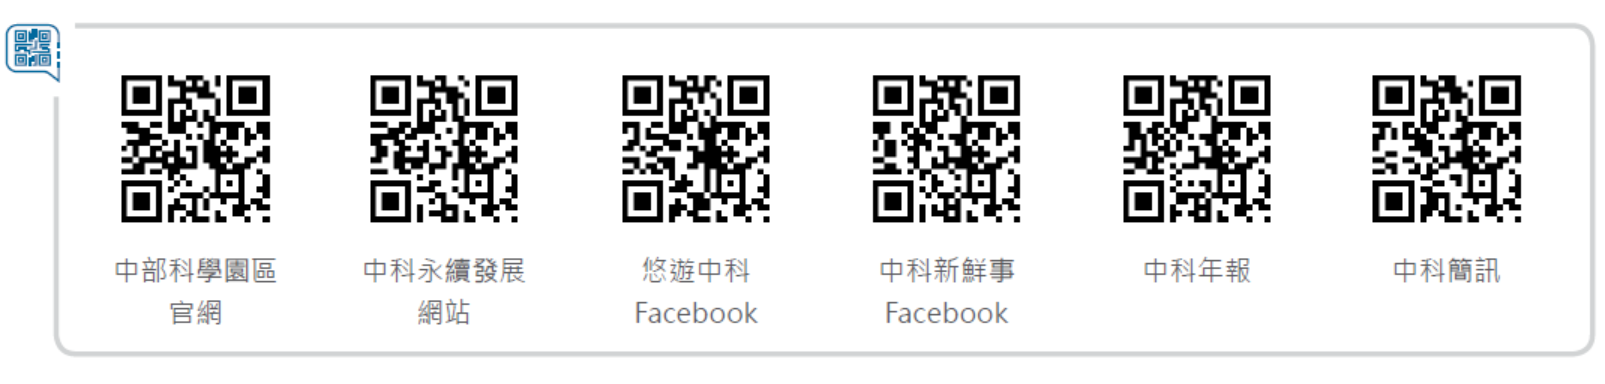 中部科學園區
官網
中科永續發展
網站
悠遊中科
Facebook
中科新鮮事
Facebook
中科年報
中科簡訊